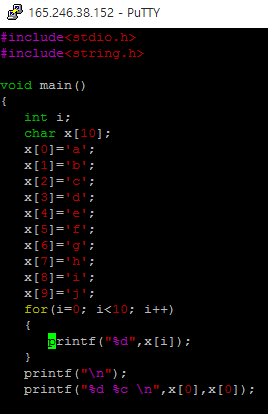 165.246.38.152 - PuTTY
#include<stdio.h>
#include<string.h>
void main()
{
int i;
char x[10];
x[0]='a';
x[1]='b';
x[2]='c';
x[3]='d';
x[4]='e';
x[5]='f';
x[6]='g';
x[7]='h';
x[8]='i';
x[9]='j';
for(i=0; i<10; i++)
{
printf("%d",x[i]);
}
printf("\n");
printf("%d %c \n",x[0],x[0]);